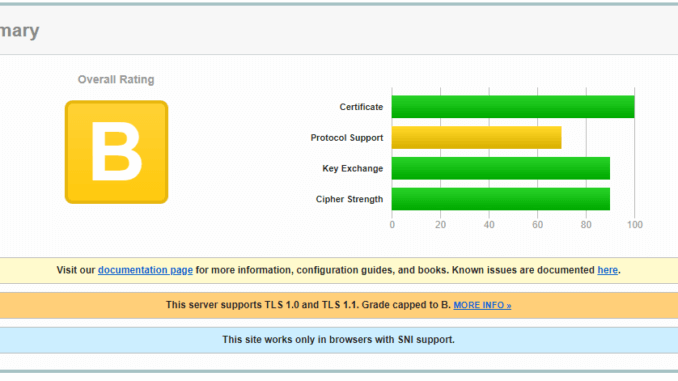 mary
Overall Rating
B
Certificate
Protocol Support
Key Exchange
Cipher Strength
0 20 40 60 80 100
Visit our documentation page for more information, configuration guides, and books. Known issues are documented here.
This server supports TLS 1.0 and TLS 1.1. Grade capped to B. MORE INFO »
This site works only in browsers with SNI support.